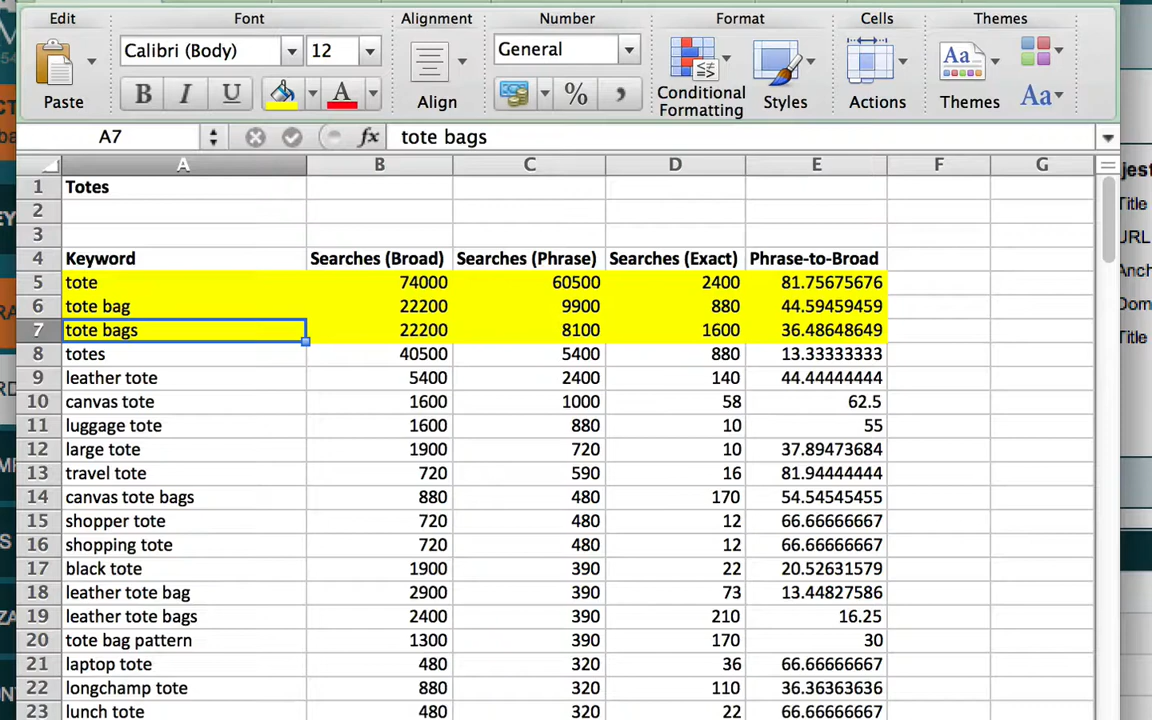 Edit Font Alignment Number Format Cells Themes
Calibri (Body) 12 General
Paste B I U A Align % Conditional Formatting Styles Actions Aa Themes Aa
A7 fx tote bags
A B C D E F G
1 Totes
2
3
4 Keyword Searches (Broad) Searches (Phrase) Searches (Exact) Phrase-to-Broad
5 tote 74000 60500 2400 81.75675676
6 tote bag 22200 9900 880 44.59459459
7 tote bags 22200 8100 1600 36.48648649
8 totes 40500 5400 880 13.33333333
9 leather tote 5400 2400 140 44.44444444
10 canvas tote 1600 1000 58 62.5
11 luggage tote 1600 880 10 55
12 large tote 1900 720 10 37.89473684
13 travel tote 720 590 16 81.94444444
14 canvas tote bags 880 480 170 54.54545455
15 shopper tote 720 480 12 66.66666667
16 shopping tote 720 480 12 66.66666667
17 black tote 1900 390 22 20.52631579
18 leather tote bag 2900 390 73 13.44827586
19 leather tote bags 2400 390 210 16.25
20 tote bag pattern 1300 390 170 30
21 laptop tote 480 320 36 66.66666667
22 longchamp tote 880 320 110 36.36363636
23 lunch tote 480 320 22 66.66666667
jest
Title
URL
Anch
Dom
Title